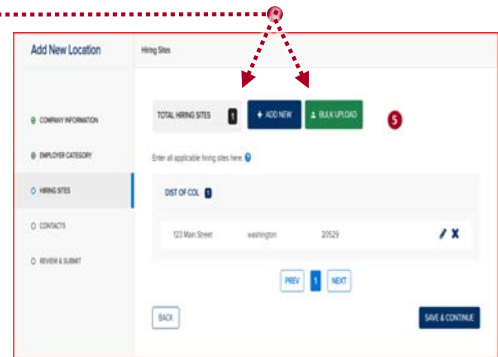 Add New Location
Hiring Sites
COMPANY INFORMATION
EMPLOYER CATEGORY
HIRING SITES
CONTACTS
REVIEW & SUBMIT
TOTAL HIRING SITES 1
+ ADD NEW
BULK UPLOAD
5
Enter all applicable hiring sites here. ?
DIST OF COL 1
123 Main Street washington 20529
PREV 1 NEXT
BACK
SAVE & CONTINUE